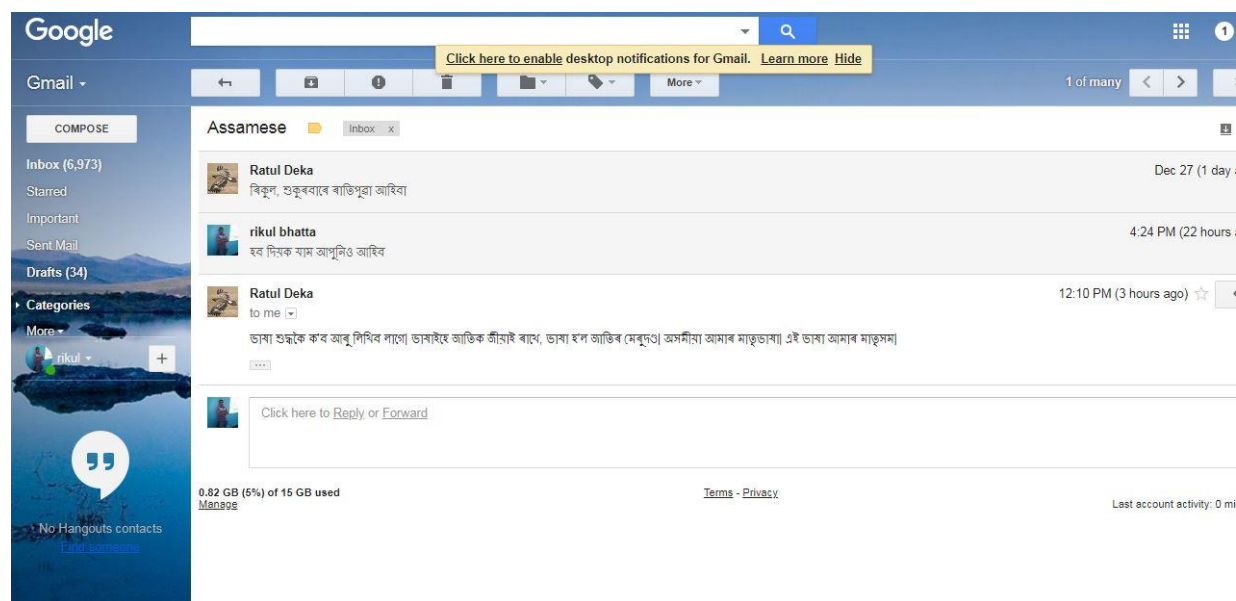 Google
1
Click here to enable desktop notifications for Gmail. Learn more Hide
Gmail
More
1 of many
COMPOSE
Assamese Inbox x
Inbox (6,973)
Starred
Important
Sent Mail
Drafts (34)
Categories
More
rikul
Ratul Deka Dec 27 (1 day
ৰিকুল, শুকুৰবাৰে ৰাতিপুৱা আহিবা
rikul bhatta 4:24 PM (22 hours
হব দিয়ক যাম আপুনিও আহিব
Ratul Deka 12:10 PM (3 hours ago)
to me
ভাষা শুদ্ধকৈ ক'ব আৰু লিখিব লাগে| ভাষাইহে জাতিক জীয়াই ৰাখে, ভাষা হ'ল জাতিৰ মেৰুদণ্ড| অসমীয়া আমাৰ মাতৃভাষা| এই ভাষা আমাৰ মাতৃসম|
Click here to Reply or Forward
0.82 GB (5%) of 15 GB used
Manage
Terms - Privacy
Last account activity: 0
No Hangouts contacts
Find someone